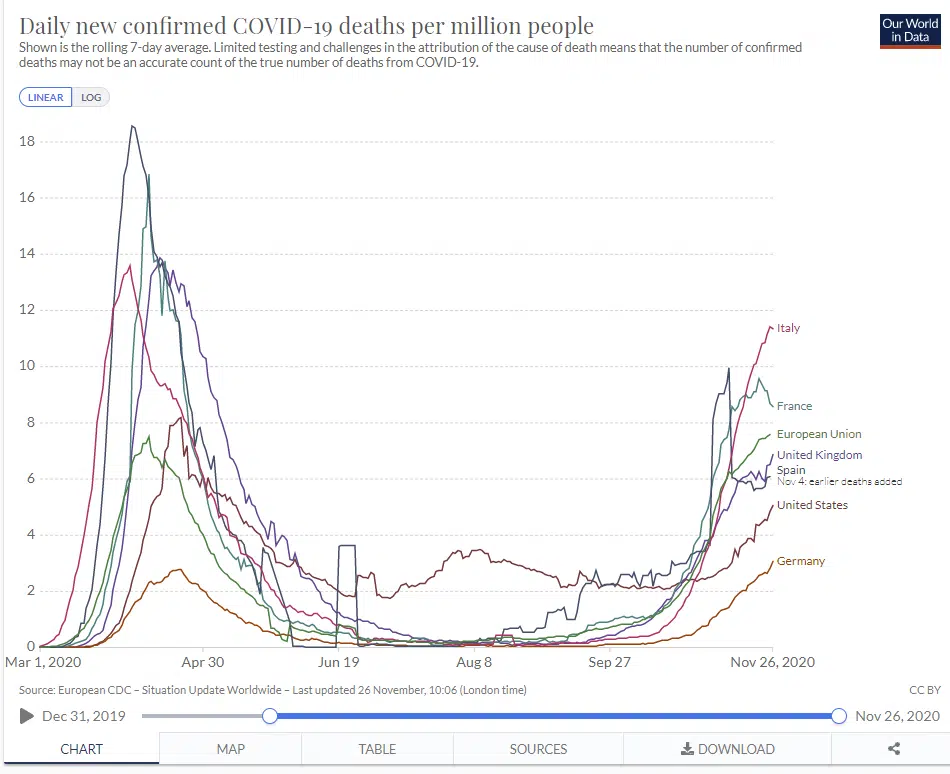 Daily new confirmed COVID-19 deaths per million people
Our World
in Data
Shown is the rolling 7-day average. Limited testing and challenges in the attribution of the cause of death means that the number of confirmed
deaths may not be an accurate count of the true number of deaths from COVID-19.
LINEAR LOG
18
16
14
12
10
8
6
4
2
0
Italy
France
European Union
United Kingdom
Spain
Nov 4: earlier deaths added
United States
Germany
Mar 1, 2020 Apr 30 Jun 19 Aug 8 Sep 27 Nov 26, 2020
Source: European CDC – Situation Update Worldwide – Last updated 26 November, 10:06 (London time) CC BY
Dec 31, 2019 Nov 26, 2020
CHART MAP TABLE SOURCES DOWNLOAD